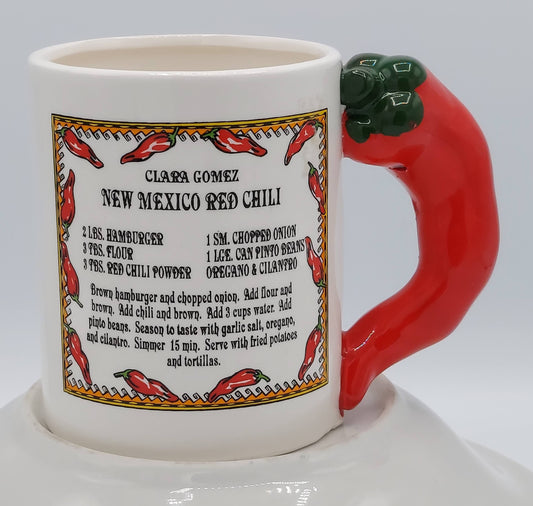 CLARA GOMEZ
NEW MEXICO RED CHILI
2 LBS. HAMBURGER
3 TBS. FLOUR
3 TBS. RED CHILI POWDER
1 SM. CHOPPED ONION
1 LGE. CAN PINTO BEANS
OREGANO & CILANTRO
Brown hamburger and chopped onion. Add flour and
brown. Add chili and brown. Add 3 cups water. Add
pinto beans. Season to taste with garlic salt, oregano,
and cilantro. Simmer 15 min. Serve with fried potatoes
and tortillas.